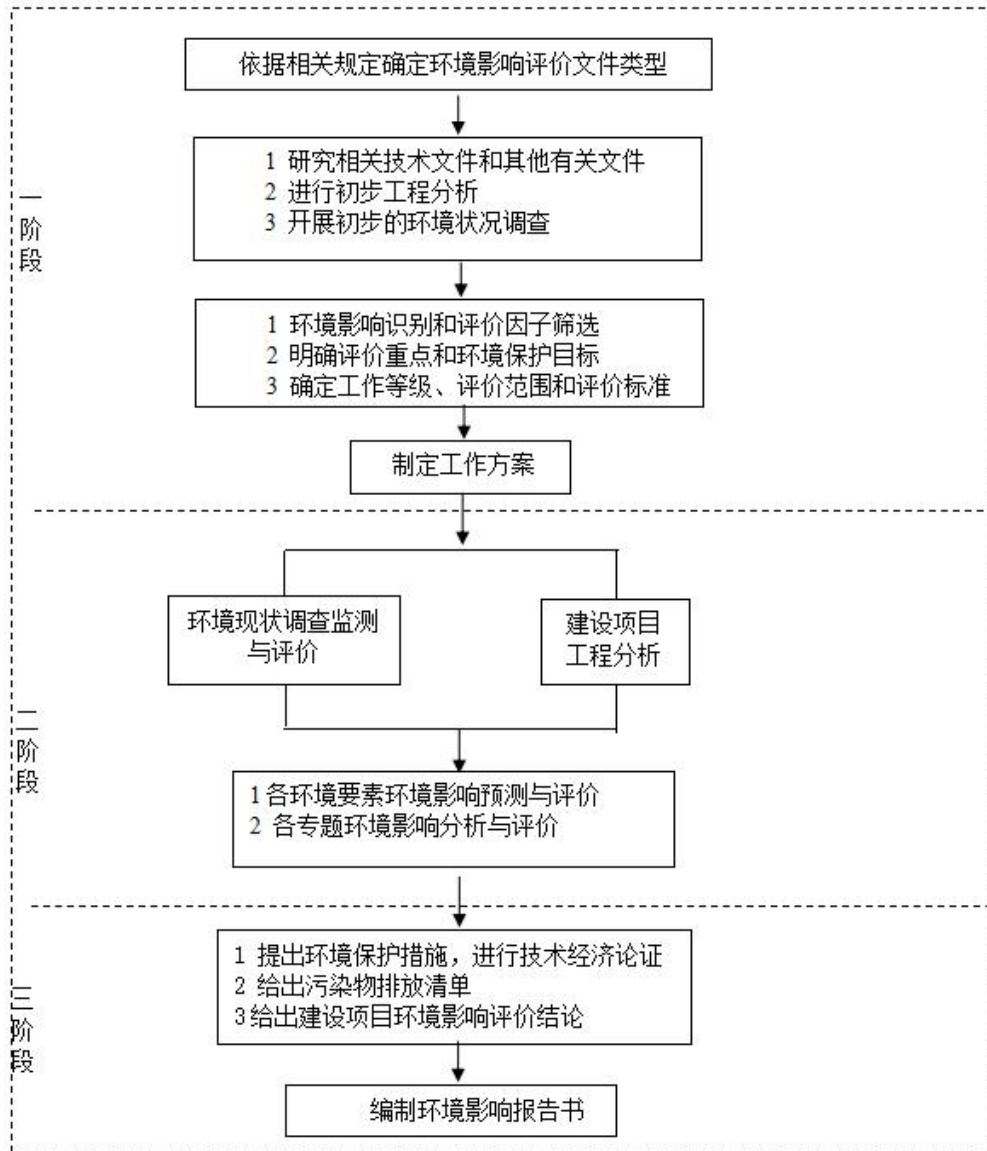 依据相关规定确定环境影响评价文件类型
1 研究相关技术文件和其他有关文件
2 进行初步工程分析
3 开展初步的环境状况调查
一
阶
段
1 环境影响识别和评价因子筛选
2 明确评价重点和环境保护目标
3 确定工作等级、评价范围和评价标准
制定工作方案
环境现状调查监测
与评价
建设项目
工程分析
二
阶
段
1各环境要素环境影响预测与评价
2 各专题环境影响分析与评价
1 提出环境保护措施，进行技术经济论证
2 给出污染物排放清单
3给出建设项目环境影响评价结论
三
阶
段
编制环境影响报告书